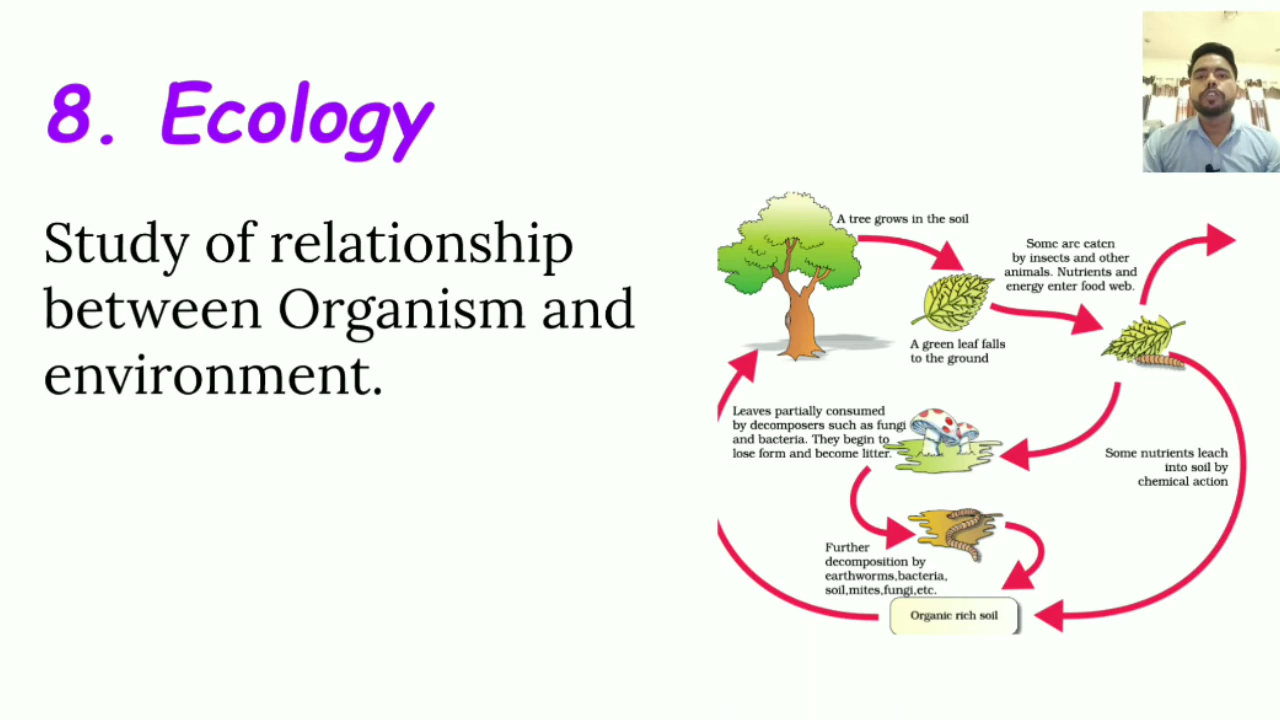 8. Ecology
Study of relationship
between Organism and
environment.
A tree grows in the soil
Some are eaten
by insects and other
animals. Nutrients and
energy enter food web.
A green leaf falls
to the ground
Leaves partially consumed
by decomposers such as fungi
and bacteria. They begin to
lose form and become litter.
Some nutrients leach
into soil by
chemical action
Further
decomposition by
earthworms,bacteria,
soil,mites,fungi,etc.
Organic rich soil